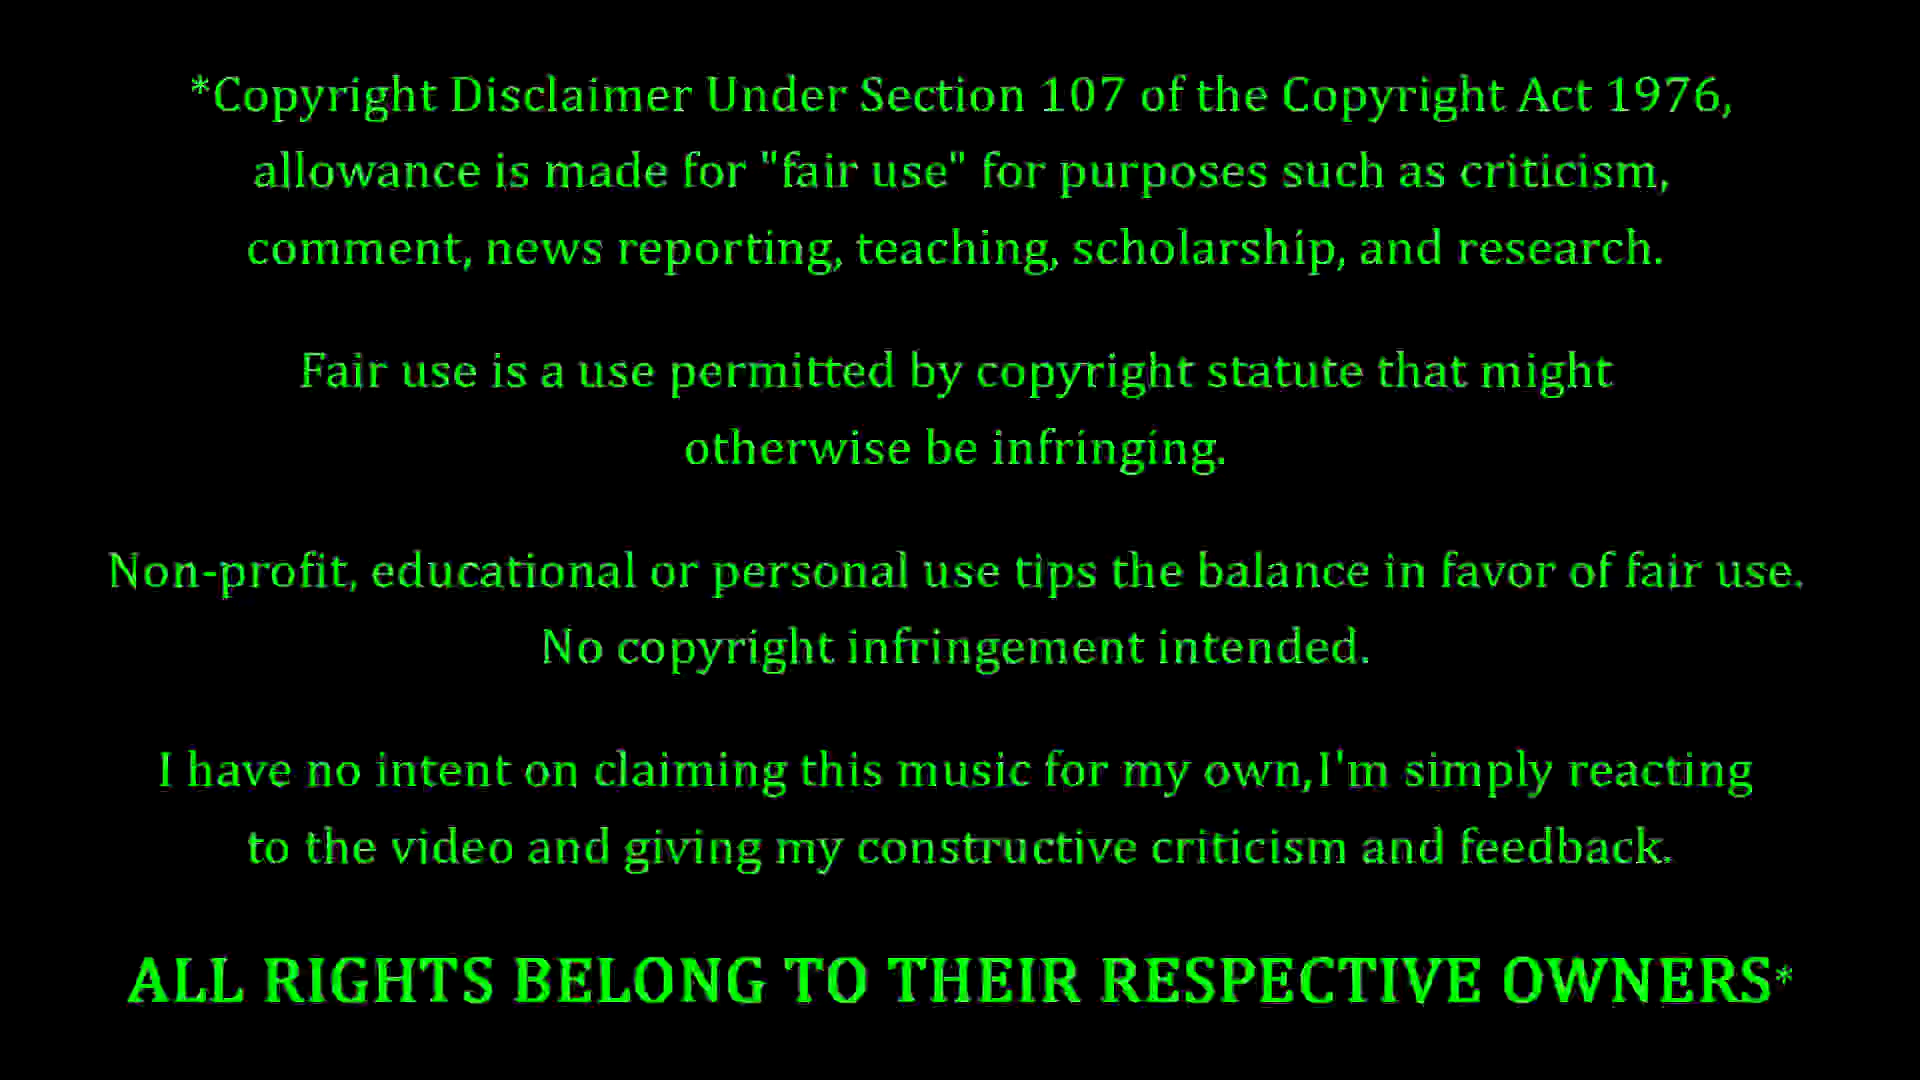 *Copyright Disclaimer Under Section 107 of the Copyright Act 1976,
allowance is made for "fair use" for purposes such as criticism,
comment, news reporting, teaching, scholarship, and research.
Fair use is a use permitted by copyright statute that might
otherwise be infringing.
Non-profit, educational or personal use tips the balance in favor of fair use.
No copyright infringement intended.
I have no intent on claiming this music for my own,I'm simply reacting
to the video and giving my constructive criticism and feedback.
ALL RIGHTS BELONG TO THEIR RESPECTIVE OWNERS*